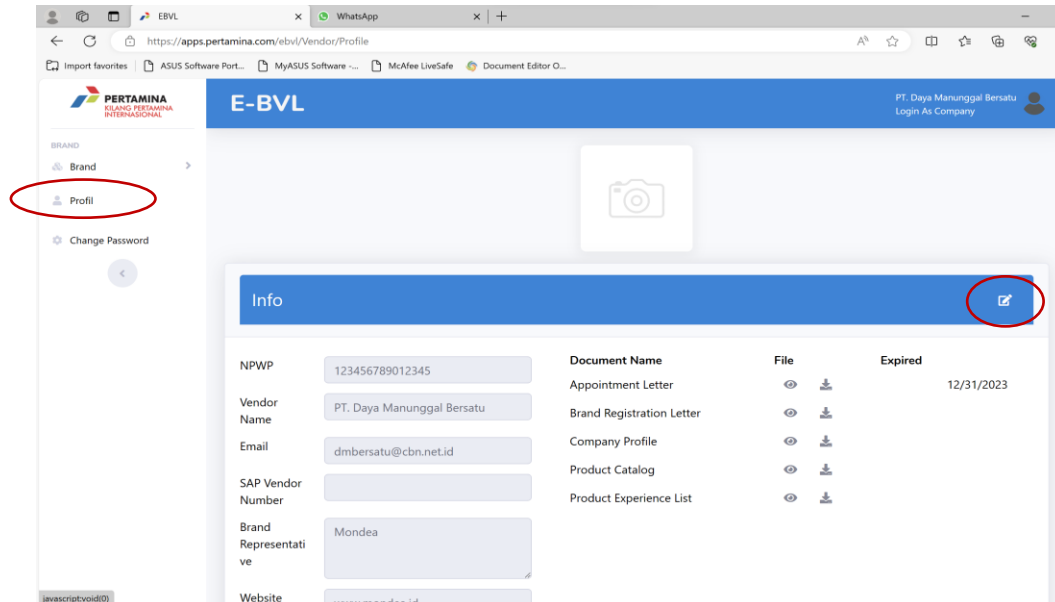 EBVL
WhatsApp
https://apps.pertamina.com/ebvl/Vendor/Profile
Import favorites
ASUS Software Port...
MyASUS Software -...
McAfee LiveSafe
Document Editor O...
PERTAMINA
KILANG PERTAMINA
INTERNASIONAL
E-BVL
PT. Daya Manunggal Bersatu
Login As Company
BRAND
Brand
Profil
Change Password
Info
NPWP
123456789012345
Vendor
Name
PT. Daya Manunggal Bersatu
Email
dmbersatu@cbn.net.id
SAP Vendor
Number
Brand
Representati
ve
Mondea
Website
Document Name File Expired
Appointment Letter 12/31/2023
Brand Registration Letter
Company Profile
Product Catalog
Product Experience List
javascript:void(0)